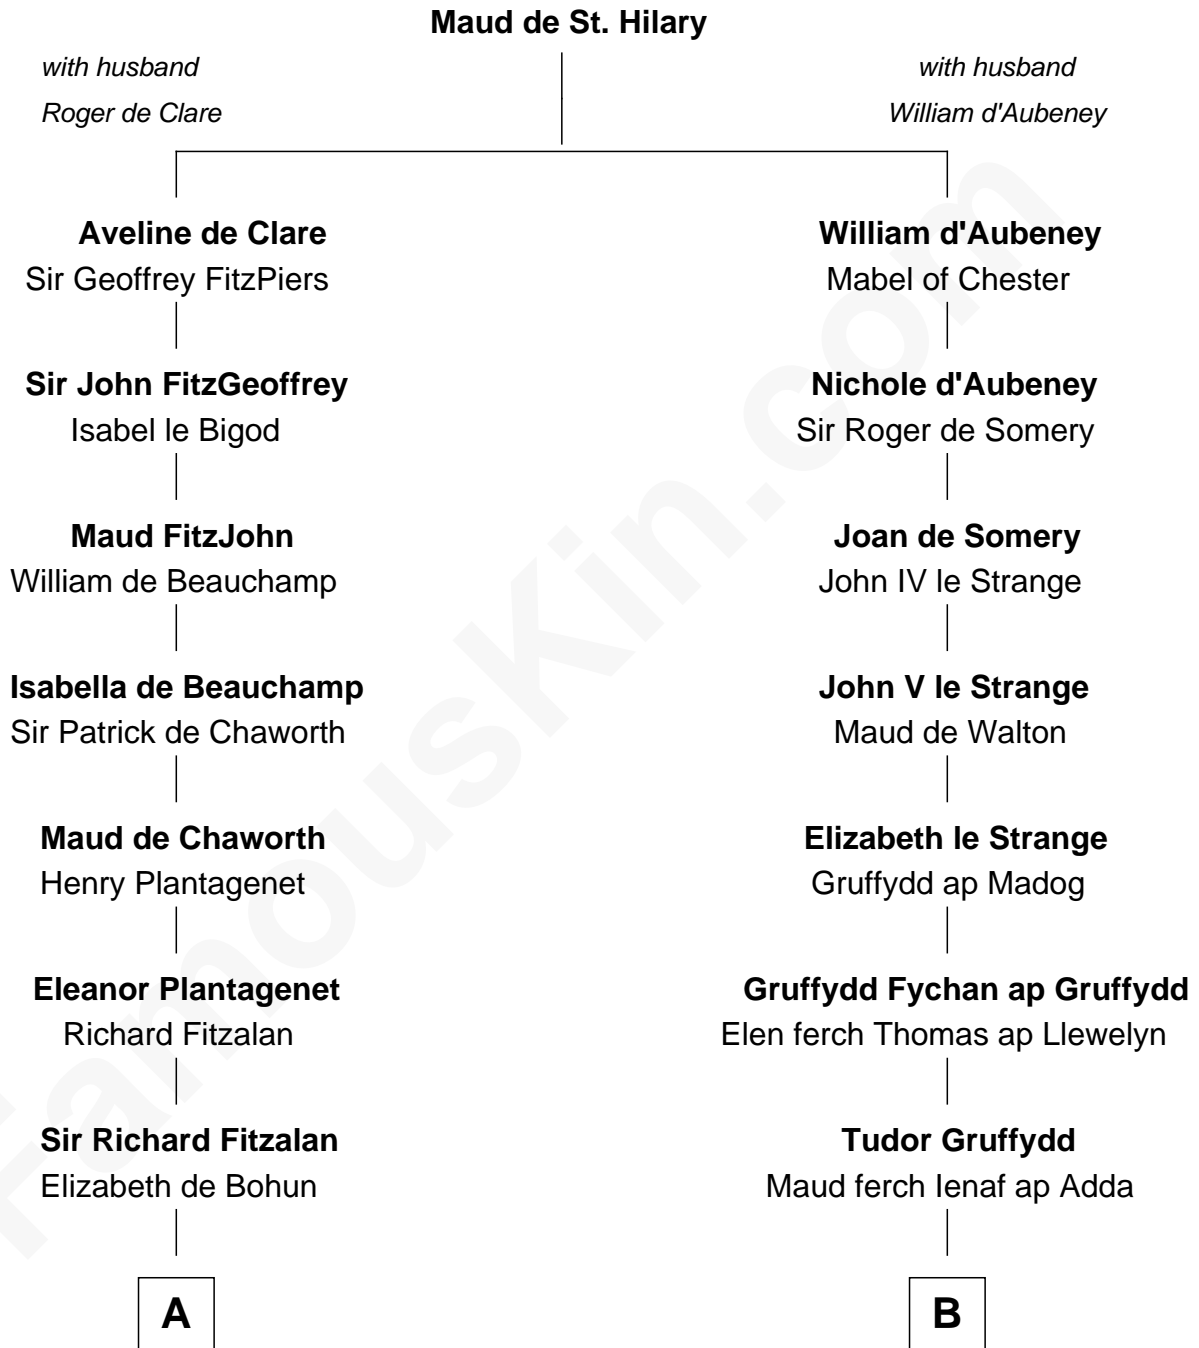 Maud de St. Hilary
with husband
Roger de Clare
with husband
William d'Aubeney
Aveline de Clare
Sir Geoffrey FitzPiers
Sir John FitzGeoffrey
Isabel le Bigod
Maud FitzJohn
William de Beauchamp
Isabella de Beauchamp
Sir Patrick de Chaworth
Maud de Chaworth
Henry Plantagenet
Eleanor Plantagenet
Richard Fitzalan
Sir Richard Fitzalan
Elizabeth de Bohun
A
William d'Aubeney
Mabel of Chester
Nichole d'Aubeney
Sir Roger de Somery
Joan de Somery
John IV le Strange
John V le Strange
Maud de Walton
Elizabeth le Strange
Gruffydd ap Madog
Gruffydd Fychan ap Gruffydd
Elen ferch Thomas ap Llewelyn
Tudor Gruffydd
Maud ferch Ienaf ap Adda
B
FamousKin.com